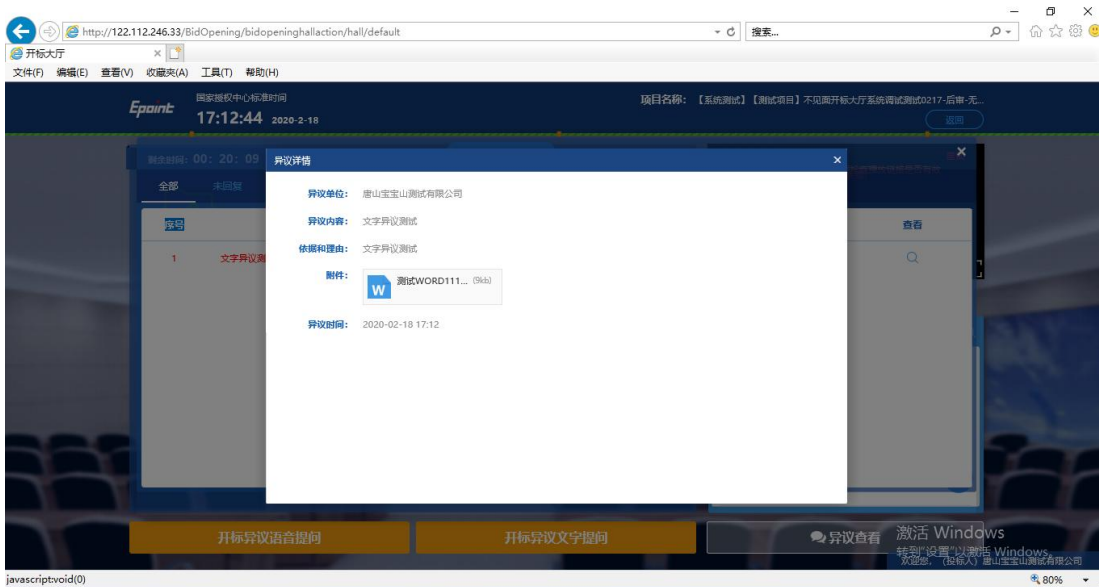 http://122.112.246.33/BidOpening/bidopeninghallaction/hall/default
搜索...
开标大厅
文件(F) 编辑(E) 查看(V) 收藏夹(A) 工具(T) 帮助(H)
Epoint
国家授权中心标准时间
17:12:44 2020-2-18
项目名称: 【系统测试】【测试项目】不见面开标大厅系统调试测试0217-后审-无...
返回
剩余时间: 00: 20: 09
异议详情
全部 未回复
异议单位: 唐山宝宝山测试有限公司
序号
异议内容: 文字异议测试
查看
依据和理由: 文字异议测试
1 文字异议测
附件: 测试WORD111... (9kb)
W
异议时间: 2020-02-18 17:12
开标异议语音提问
开标异议文字提问
异议查看
激活 Windows
转到"设置"以激活 Windows。
欢迎您, (投标人) 唐山宝宝山测试有限公司
javascript:void(0)
80%